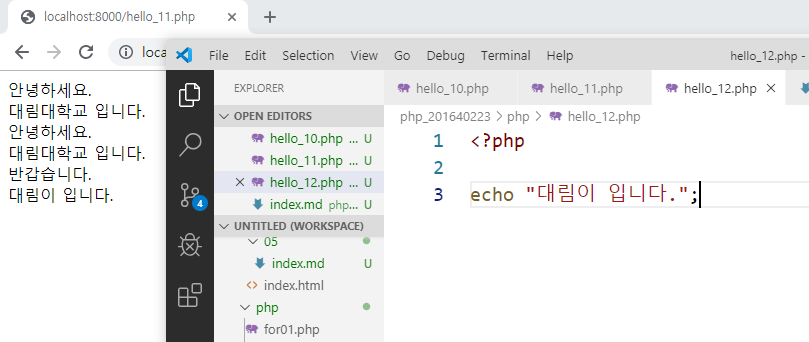 localhost:8000/hello_11.php
loca
안녕하세요.
대림대학교 입니다.
안녕하세요.
대림대학교 입니다.
반갑습니다.
대림이 입니다.
File Edit Selection View Go Debug Terminal Help
hello_12.php -
EXPLORER
OPEN EDITORS
hello_10.php ... U
hello_11.php ... U
hello_12.php ... U
index.md php... U
4
UNTITLED (WORKSPACE)
05
index.md U
index.html
php
for01.php
hello_10.php
hello_11.php
hello_12.php
php_201640223 > php > hello_12.php
1 <?php
2
3 echo "대림이 입니다.";